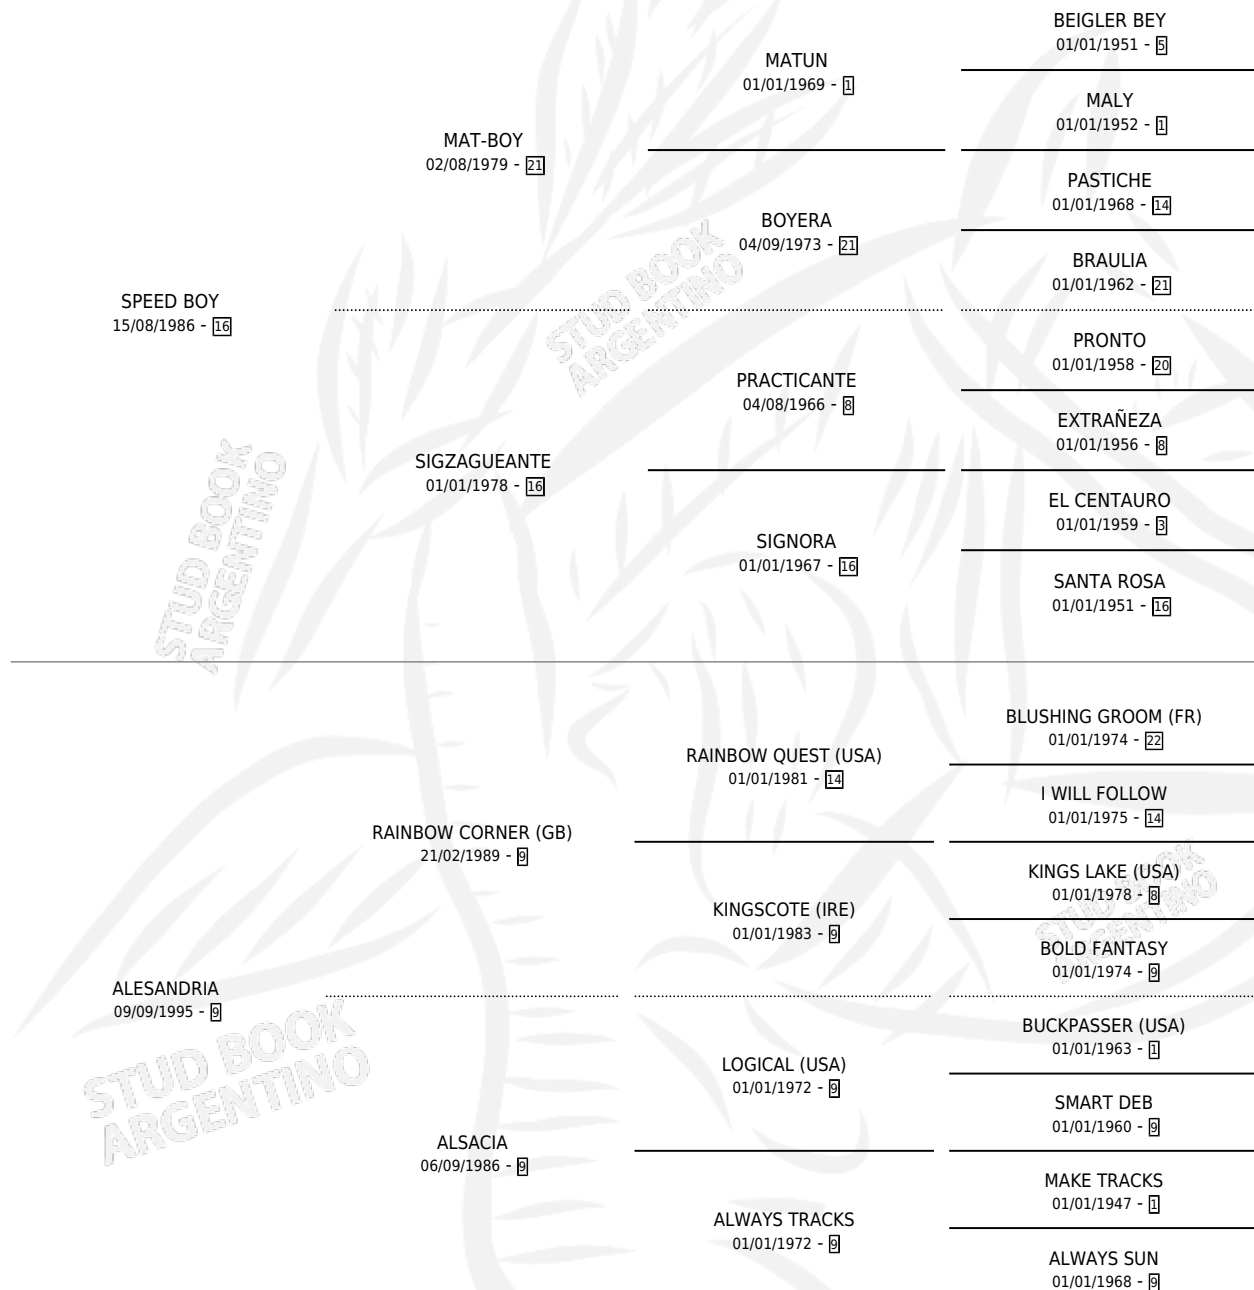 BEIGLER BEY
01/01/1951 - 5
MATUN
01/01/1969 - 1
MALY
01/01/1952 - 1
MAT-BOY
02/08/1979 - 21
PASTICHE
01/01/1968 - 14
BOYERA
04/09/1973 - 21
BRAULIA
01/01/1962 - 21
SPEED BOY
15/08/1986 - 16
STUD BOOK
ARGENTINO
PRONTO
01/01/1958 - 20
PRACTICANTE
04/08/1966 - 8
EXTRAÑEZA
01/01/1956 - 8
SIGZAGUEANTE
01/01/1978 - 16
EL CENTAURO
01/01/1959 - 3
SIGNORA
01/01/1967 - 16
SANTA ROSA
01/01/1951 - 16
STUD BOOK
ARGENTINO
BLUSHING GROOM (FR)
01/01/1974 - 22
RAINBOW QUEST (USA)
01/01/1981 - 14
I WILL FOLLOW
01/01/1975 - 14
RAINBOW CORNER (GB)
21/02/1989 - 9
KINGS LAKE (USA)
01/01/1978 - 8
KINGSCOTE (IRE)
01/01/1983 - 9
STUD BOOK
ARGENTINO
BOLD FANTASY
01/01/1974 - 9
ALESANDRIA
09/09/1995 - 9
BUCKPASSER (USA)
01/01/1963 - 1
LOGICAL (USA)
01/01/1972 - 9
STUD BOOK
ARGENTINO
SMART DEB
01/01/1960 - 9
ALSACIA
06/09/1986 - 9
MAKE TRACKS
01/01/1947 - 1
ALWAYS TRACKS
01/01/1972 - 9
ALWAYS SUN
01/01/1968 - 9